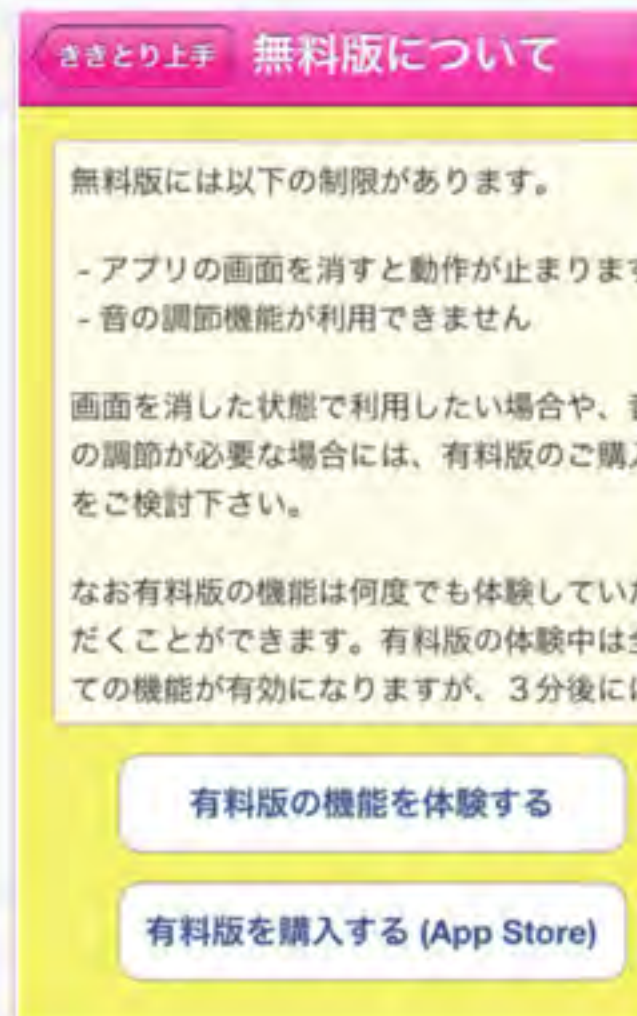 ききとり上手
無料版について
無料版には以下の制限があります。
- アプリの画面を消すと動作が止まりま
- 音の調節機能が利用できません
画面を消した状態で利用したい場合や、
の調節が必要な場合には、有料版のご購
をご検討下さい。
なお有料版の機能は何度でも体験してい
だくことができます。有料版の体験中は
ての機能が有効になりますが、３分後に
有料版の機能を体験する
有料版を購入する (App Store)